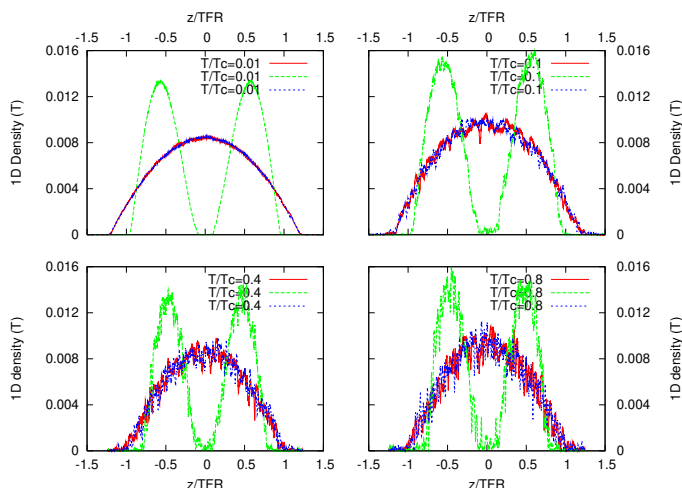 z/TFR z/TFR
-1.5 -1 -0.5 0 0.5 1 1.5 -1.5 -1 -0.5 0 0.5 1 1.5
0.016 T/Tc=0.01 T/Tc=0.1 0.016
T/Tc=0.01 T/Tc=0.1
T/Tc=0.01 T/Tc=0.1
0.012 0.012
1D Density (T) 1D Density (T)
0.008 0.008
0.004 0.004
0 0
0.016 T/Tc=0.4 T/Tc=0.8 0.016
T/Tc=0.4 T/Tc=0.8
T/Tc=0.4 T/Tc=0.8
0.012 0.012
1D density (T) 1D density (T)
0.008 0.008
0.004 0.004
0 0
-1.5 -1 -0.5 0 0.5 1 1.5 -1.5 -1 -0.5 0 0.5 1 1.5
z/TFR z/TFR